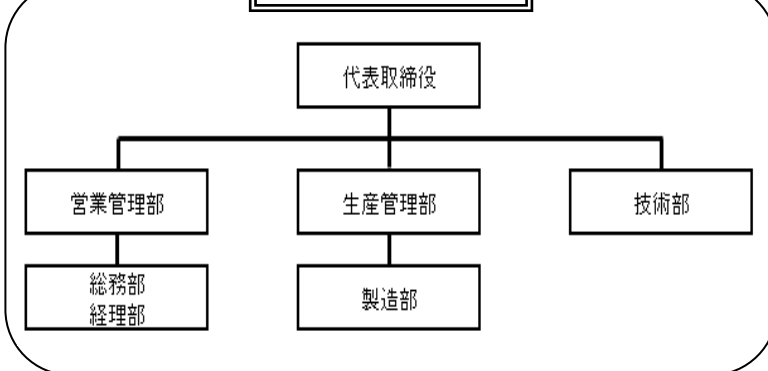 代表取締役
営業管理部
生産管理部
技術部
総務部
経理部
製造部